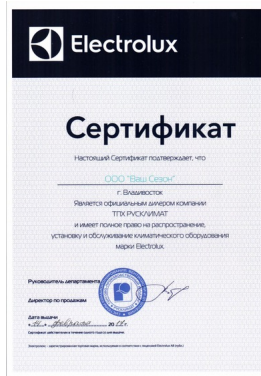 Electrolux
Сертификат
Настоящий Сертификат подтверждает, что
ООО "Ваш Сезон"
г. Владивосток
Является официальным дилером компании
ТПХ РУСКЛИМАТ
и имеет полное право на распространение,
установку и обслуживание климатического оборудования
марки Electrolux.
Руководитель департамента
Директор по продажам
Дата выдачи